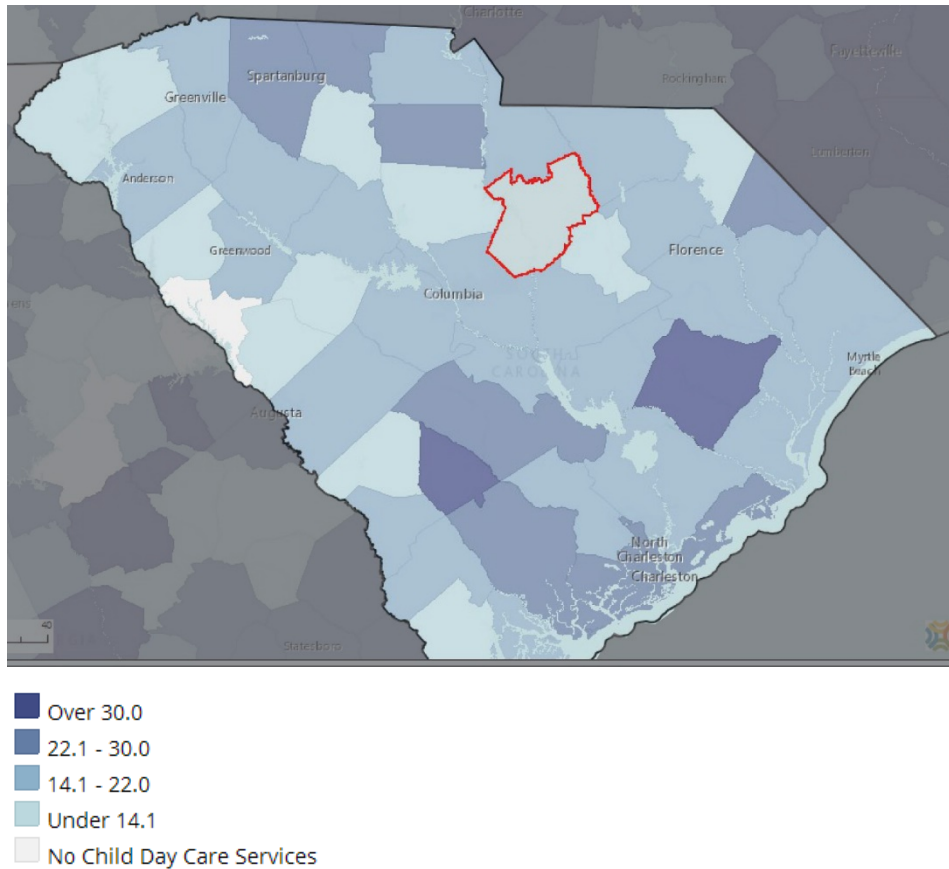 Charlotte
Fayetteville
Rockingham
Spartanburg
Greenville
Lumberton
Anderson
Greenwood
Florence
Columbia
SOUTH
CAROLINA
Myrtle
Beach
Augusta
North
Charleston
Charleston
40
Statesboro
Over 30.0
22.1 - 30.0
14.1 - 22.0
Under 14.1
No Child Day Care Services